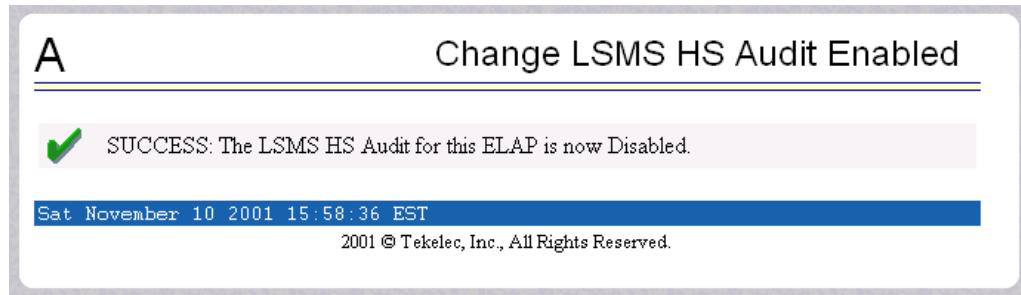 A
Change LSMS HS Audit Enabled
SUCCESS: The LSMS HS Audit for this ELAP is now Disabled.
Sat November 10 2001 15:58:36 EST
2001 © Tekelec, Inc., All Rights Reserved.